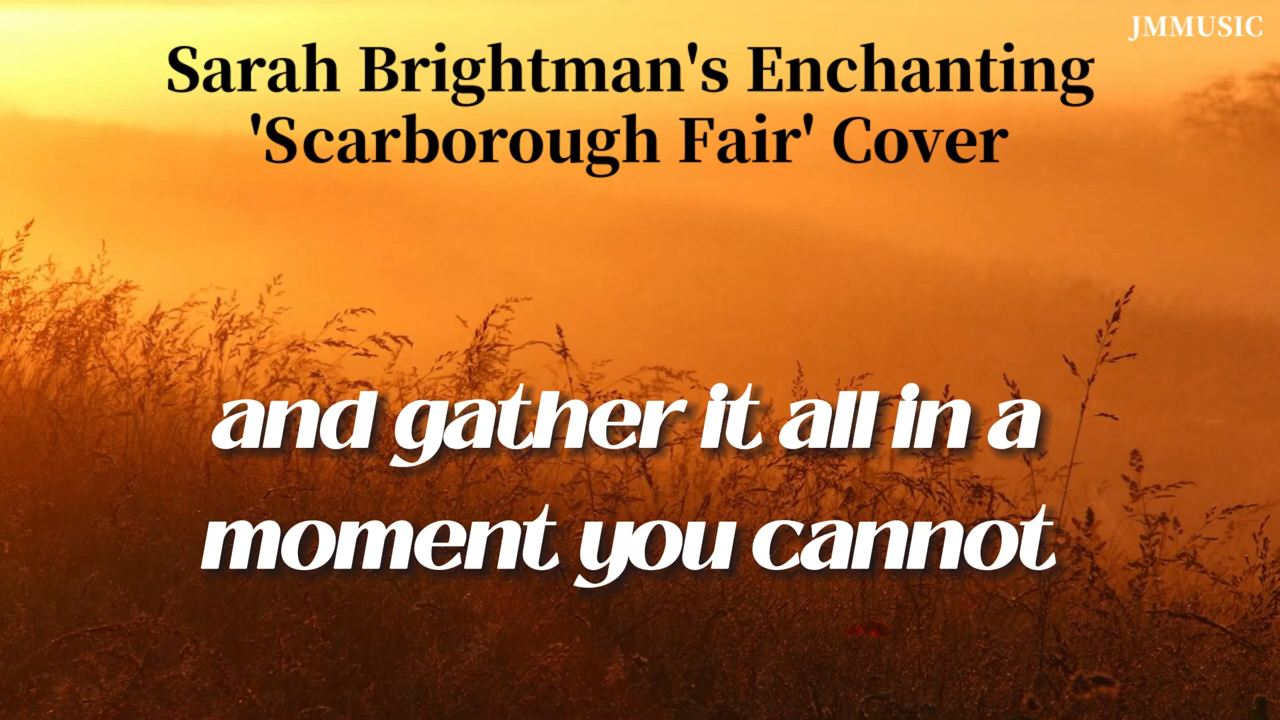 JMMUSIC
Sarah Brightman's Enchanting
'Scarborough Fair' Cover
and gather it all in a
moment you cannot